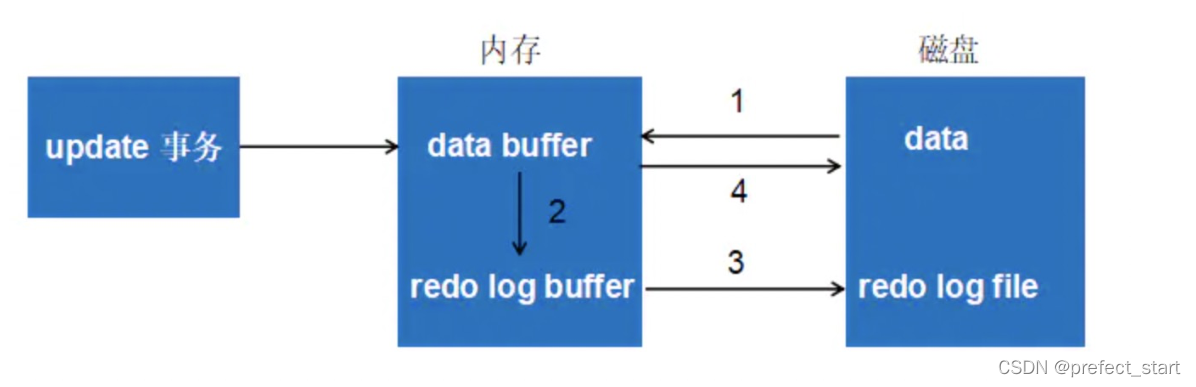 内存
磁盘
update 事务
data buffer
1
data
4
2
redo log buffer
3
redo log file
CSDN @prefect_start